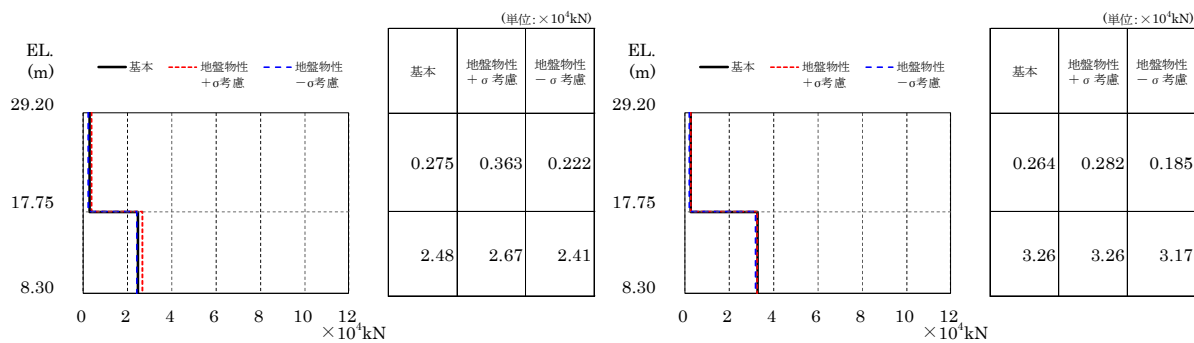 (単位: ×10⁴kN)
EL.
(m)
基本
地盤物性
+σ考慮
地盤物性
−σ考慮
29.20
17.75
8.30
0 2 4 6 8 10 12
×10⁴kN
基本
地盤物性
+σ考慮
地盤物性
−σ考慮
0.275 0.363 0.222
2.48 2.67 2.41
(単位: ×10⁴kN)
EL.
(m)
基本
地盤物性
+σ考慮
地盤物性
−σ考慮
29.20
17.75
8.30
0 2 4 6 8 10 12
×10⁴kN
基本
地盤物性
+σ考慮
地盤物性
−σ考慮
0.264 0.282 0.185
3.26 3.26 3.17